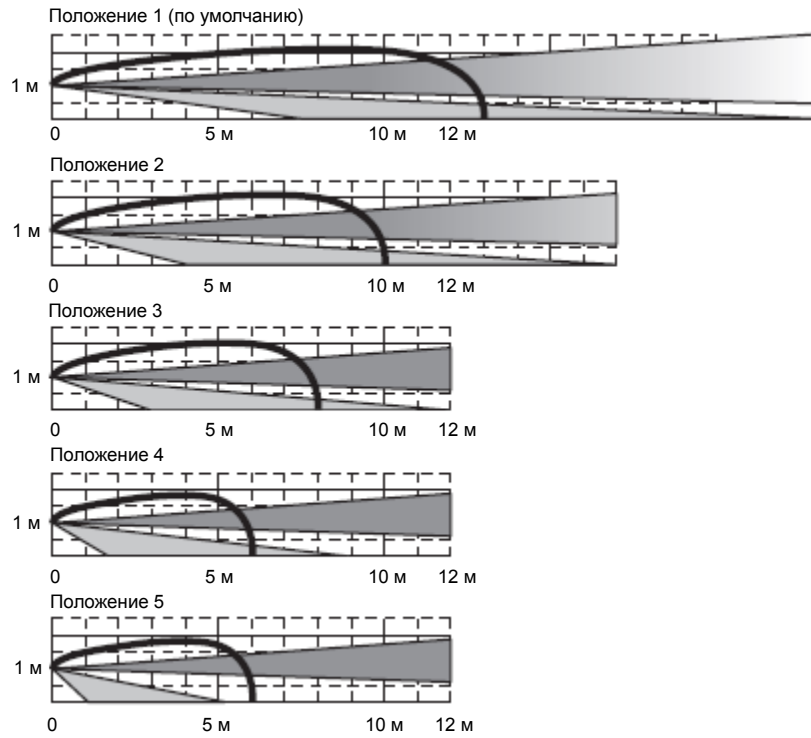 Положение 1 (по умолчанию)
1 м
0 5 м 10 м 12 м
Положение 2
1 м
0 5 м 10 м 12 м
Положение 3
1 м
0 5 м 10 м 12 м
Положение 4
1 м
0 5 м 10 м 12 м
Положение 5
1 м
0 5 м 10 м 12 м